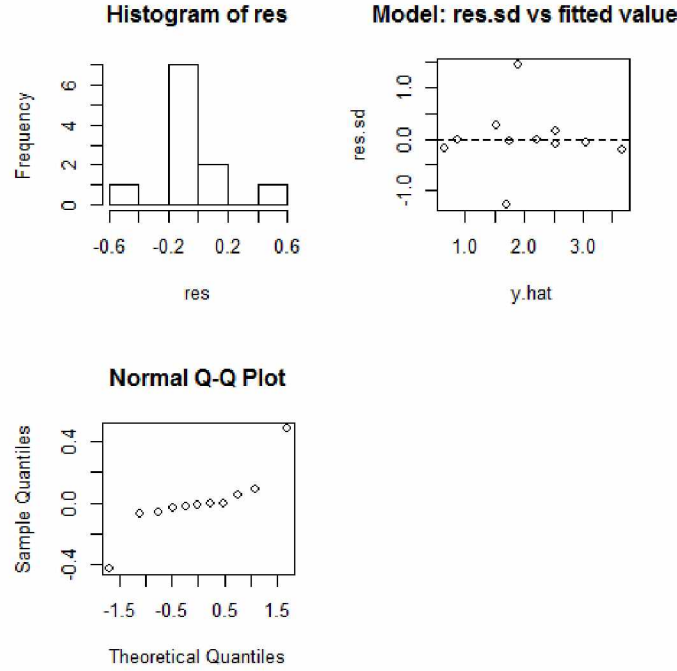 Histogram of res
Frequency
0 2 4 6
-0.6 -0.2 0.2 0.6
res
Model: res.sd vs fitted value
res.sd
-1.0 0.0 1.0
1.0 2.0 3.0
y.hat
Normal Q-Q Plot
Sample Quantiles
-0.4 0.0 0.4
-1.5 -0.5 0.5 1.5
Theoretical Quantiles